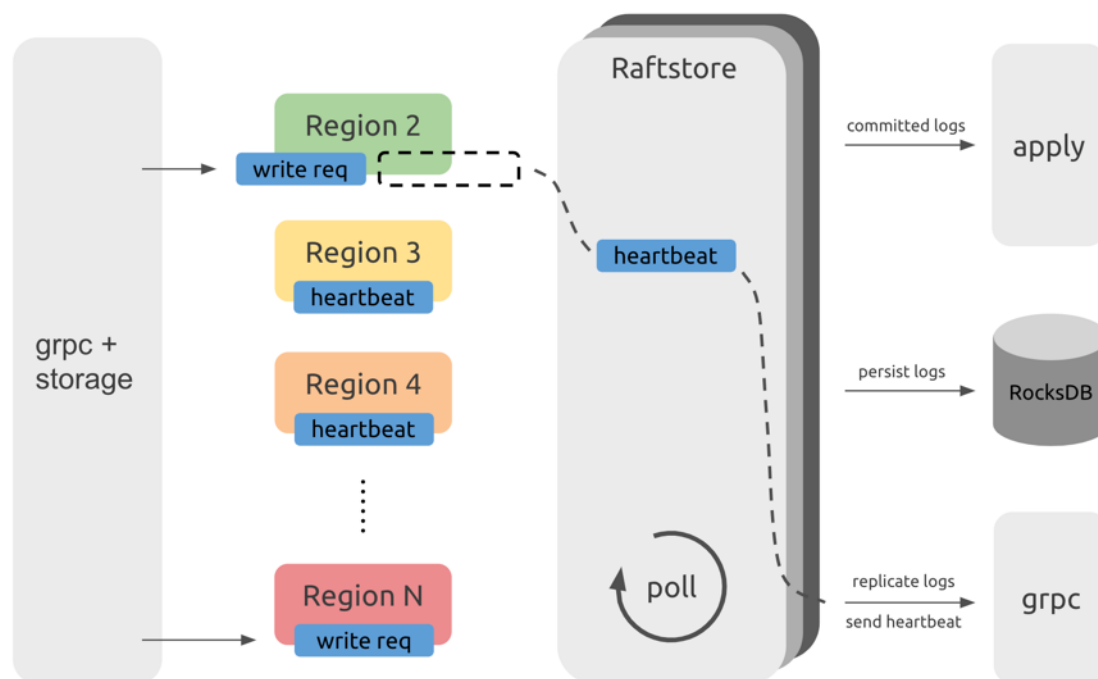 grpc +
storage
Region 2
write req
Region 3
heartbeat
Region 4
heartbeat
Region N
write req
Raftstore
heartbeat
poll
committed logs
persist logs
replicate logs
send heartbeat
apply
RocksDB
grpc